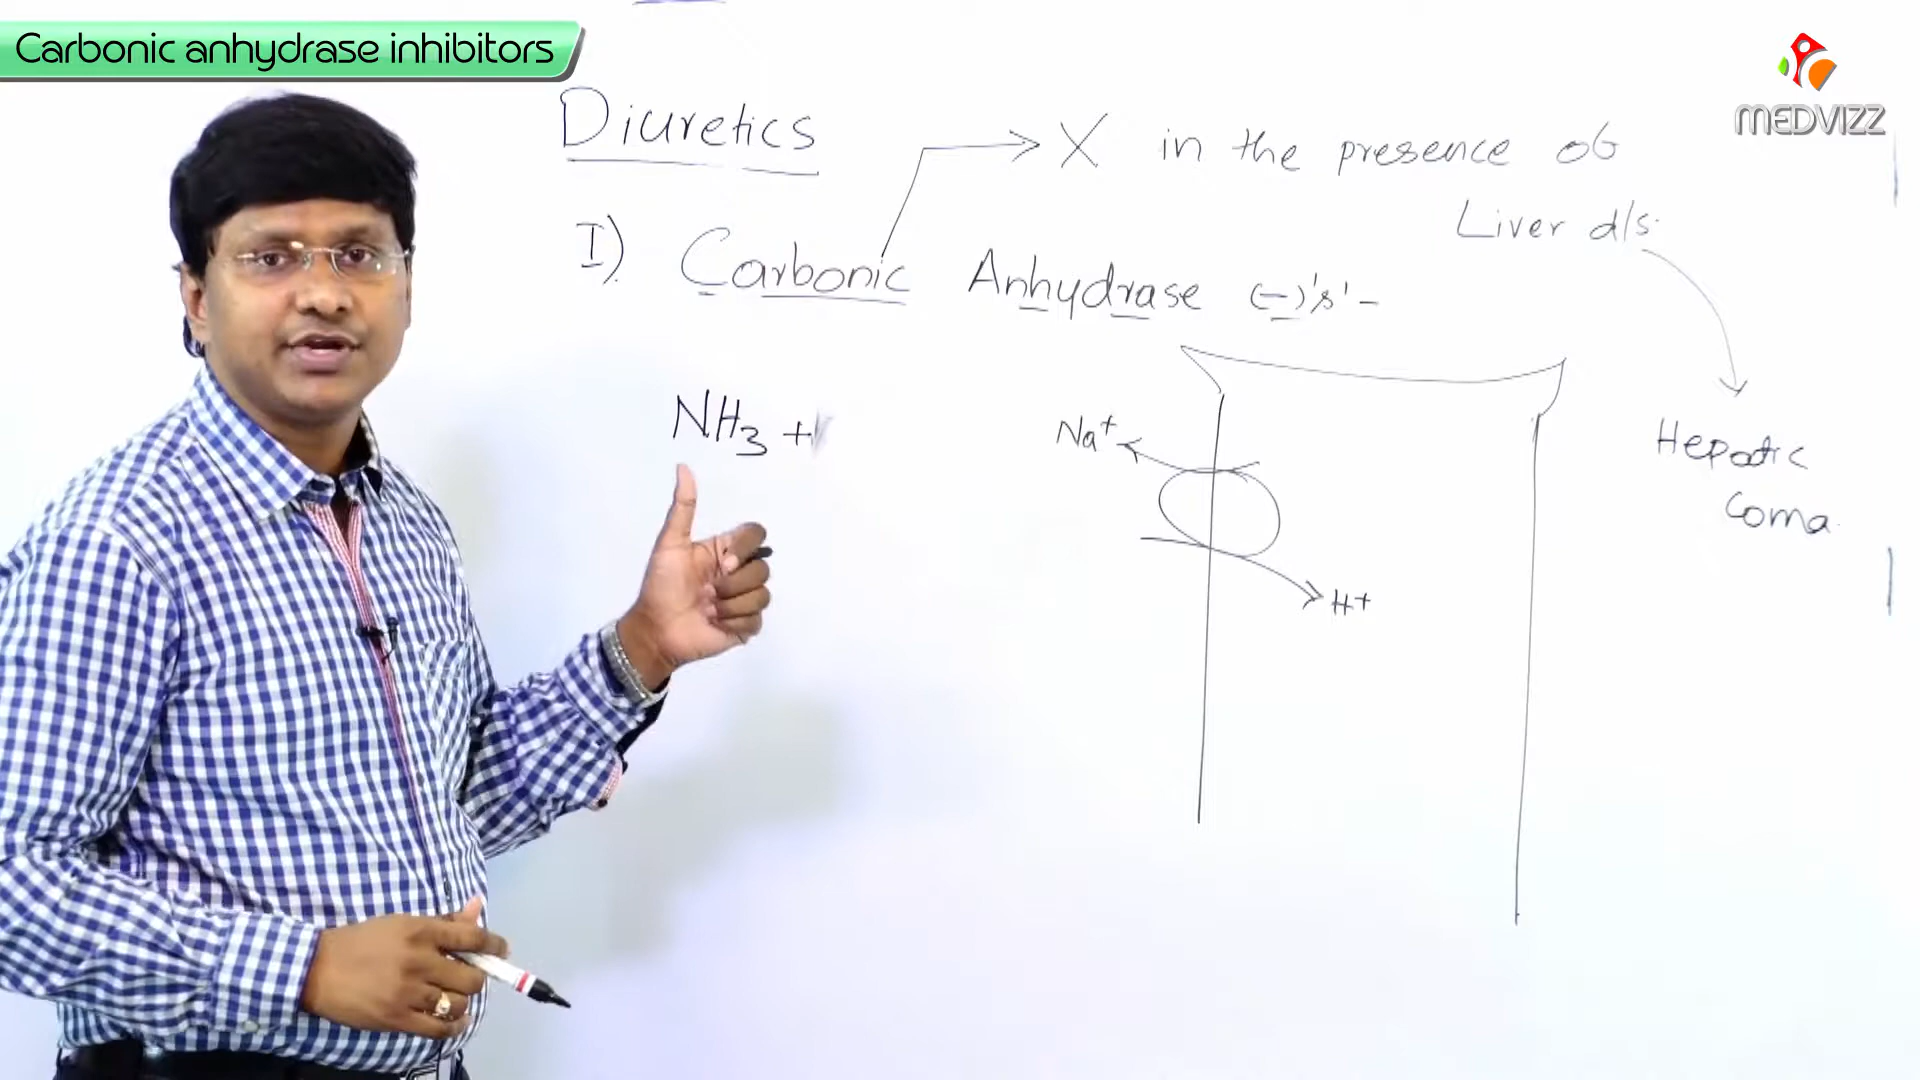 Carbonic anhydrase inhibitors
MEDVIZZ
Diuretics
X in the presence of
Liver d/s.
I) Carbonic Anhydrase (-)'s'-
NH3 +
Na+
Hepatic
Coma.
H+